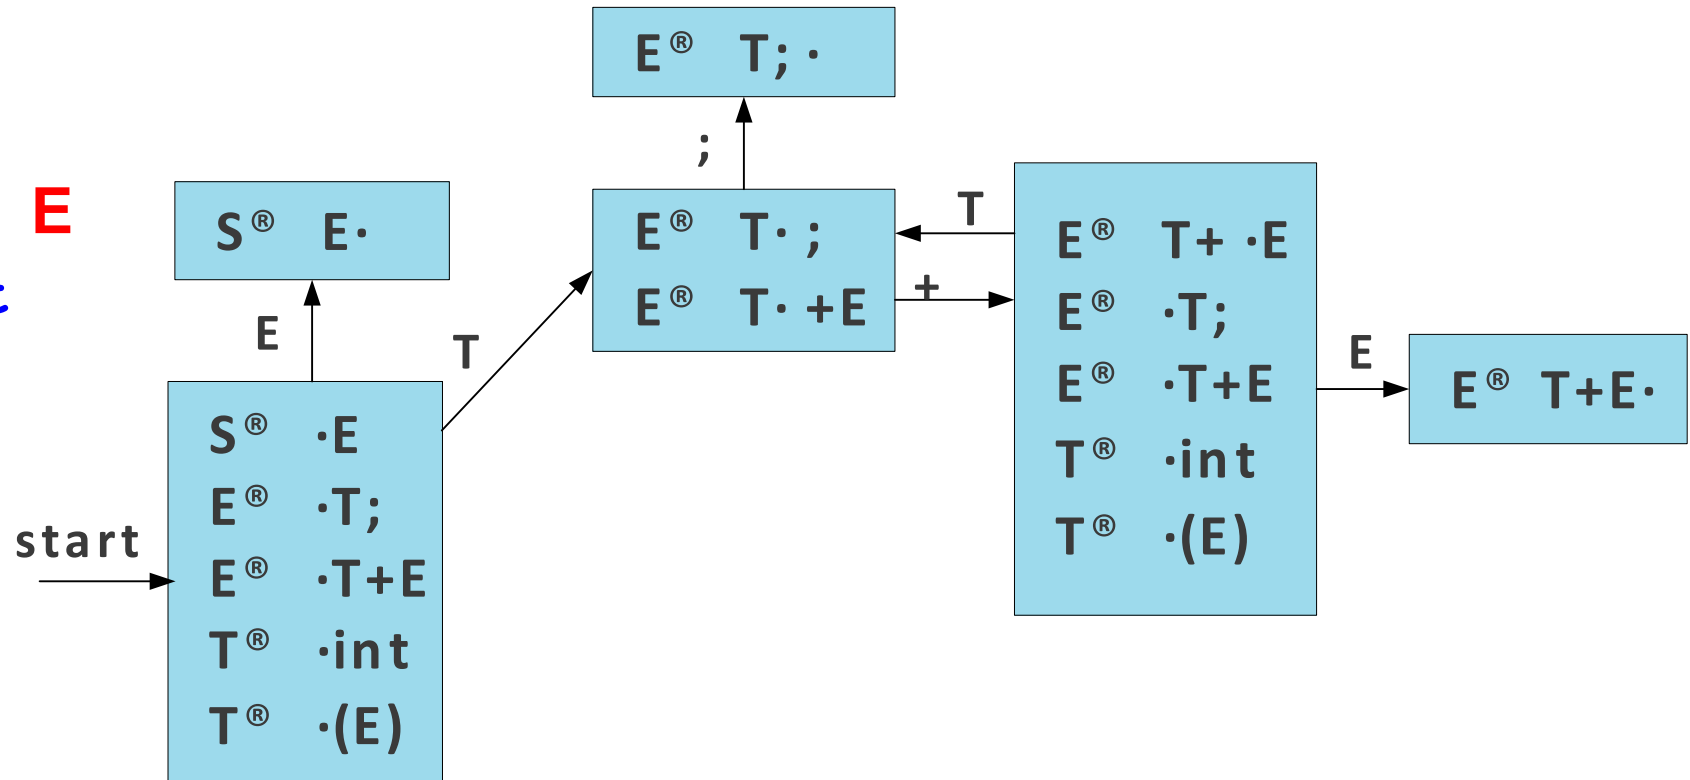 E® T;·
;
E
S® E·
E® T·;
E® T·+E
T
+
E® T+ ·E
E® ·T;
E® ·T+E
T® ·int
T® ·(E)
E
T
E
E® T+E·
S® ·E
E® ·T;
E® ·T+E
T® ·int
T® ·(E)
start